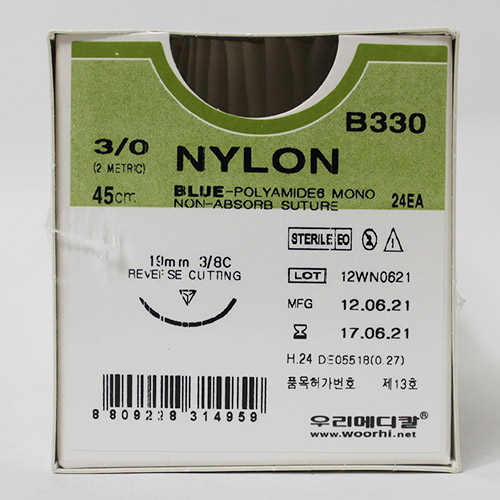 B330
3/0
(2 METRIC)
NYLON
45cm.
BLUE-POLYAMIDE6 MONO
NON-ABSORB SUTURE
24EA
STERILE EO
19mm 3/8C
REVERSE CUTTING
LOT 12WN0621
MFG 12.06.21
17.06.21
H.24 DE05518(0.27)
품목허가번호 제13호
8 809228 314959
우리메디칼®
www.woorhi.net